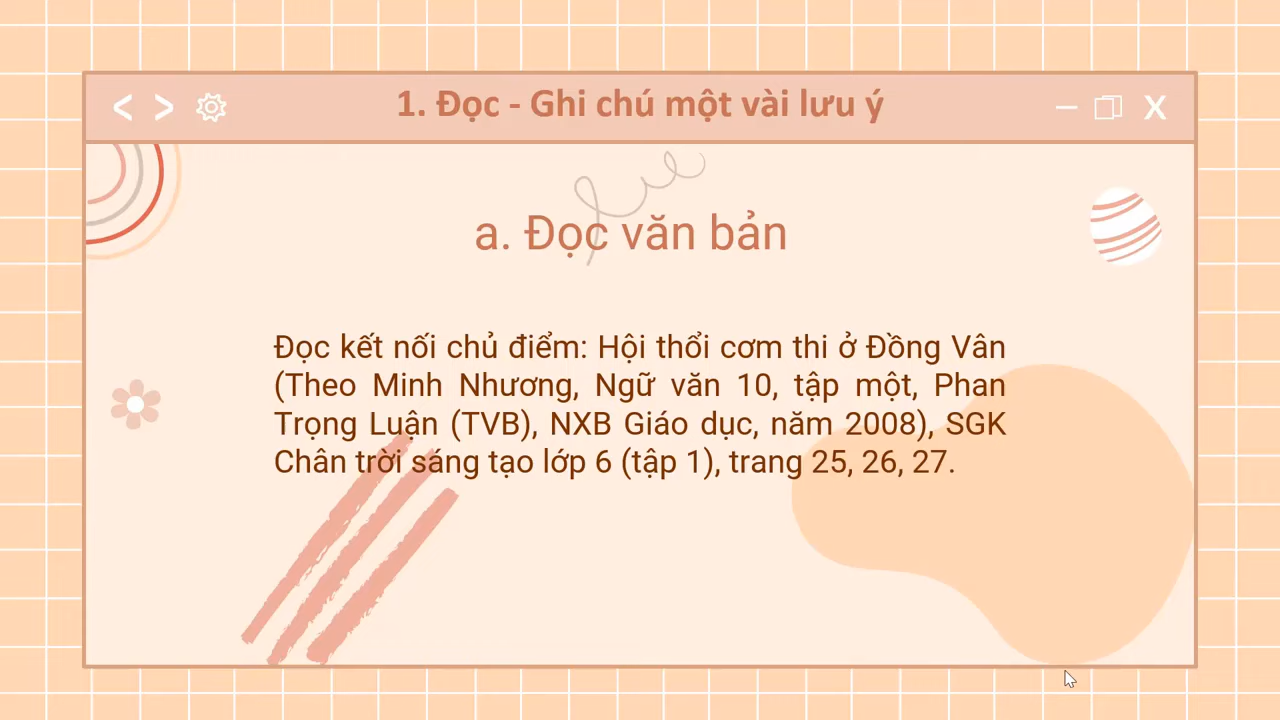 1. Đọc - Ghi chú một vài lưu ý
a. Đọc văn bản
Đọc kết nối chủ điểm: Hội thổi cơm thi ở Đồng Vân
(Theo Minh Nhương, Ngữ văn 10, tập một, Phan
Trọng Luận (TVB), NXB Giáo dục, năm 2008), SGK
Chân trời sáng tạo lớp 6 (tập 1), trang 25, 26, 27.